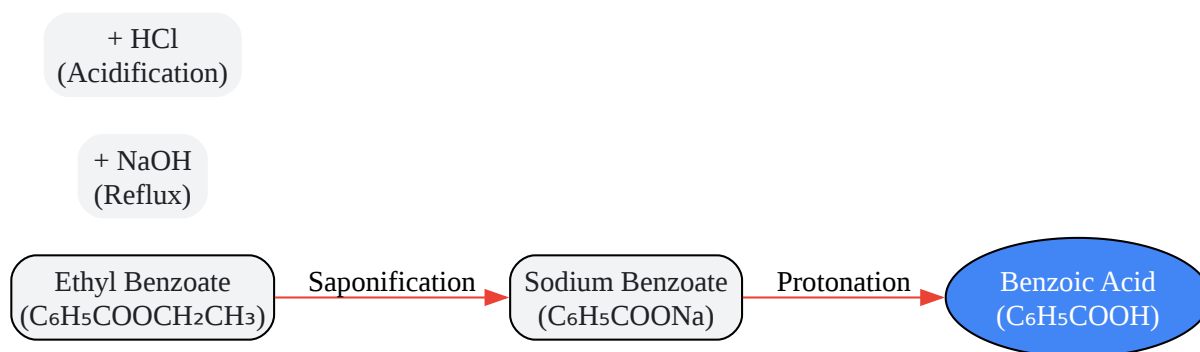 + HCl
(Acidification)
+ NaOH
(Reflux)
Ethyl Benzoate
(C₆H₅COOCH₂CH₃)
Saponification
Sodium Benzoate
(C₆H₅COONa)
Protonation
Benzoic Acid
(C₆H₅COOH)